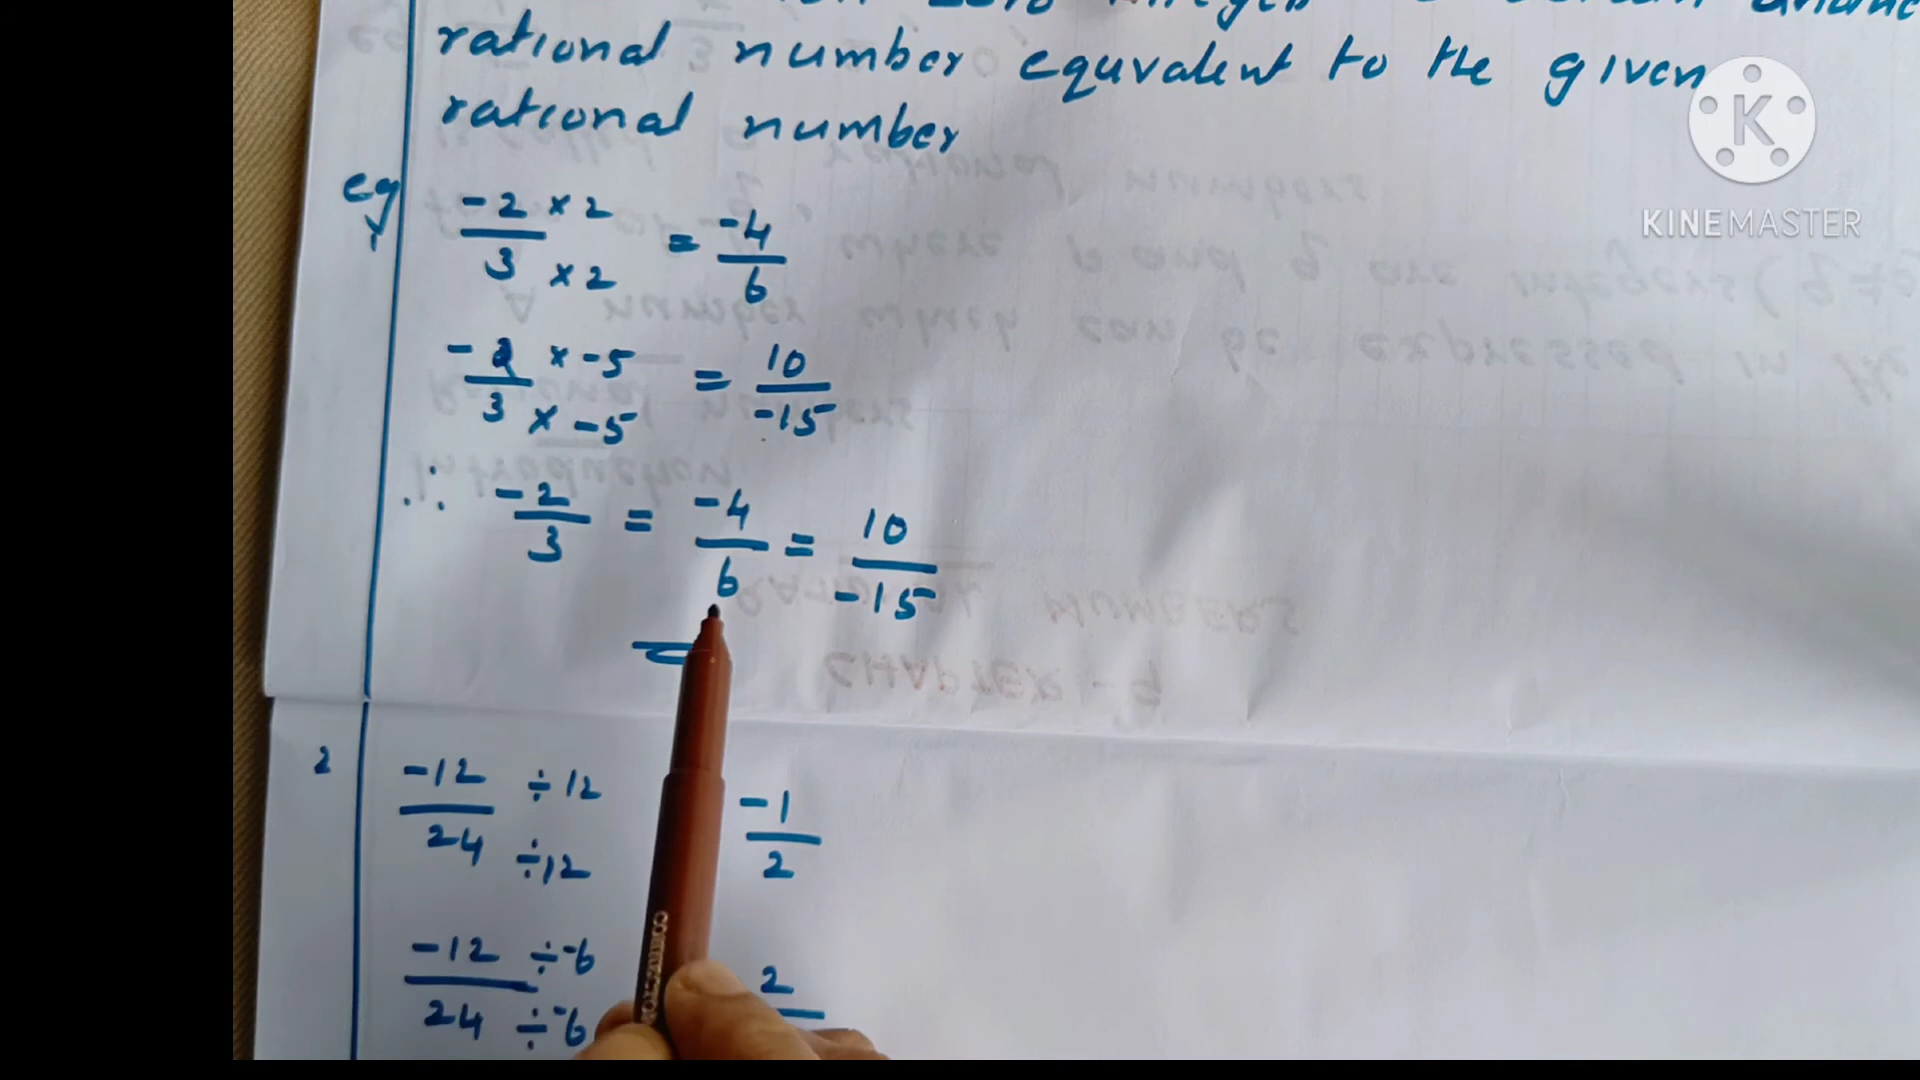 rational number equvalent to the given
rational number
eg
-2 × 2 / 3 × 2 = -4 / 6
-2 × -5 / 3 × -5 = 10 / -15
∴ -2 / 3 = -4 / 6 = 10 / -15
2
-12 ÷ 12 / 24 ÷ 12 -1 / 2
-12 ÷ -6 / 24 ÷ -6 2
K
KINEMASTER
COMET